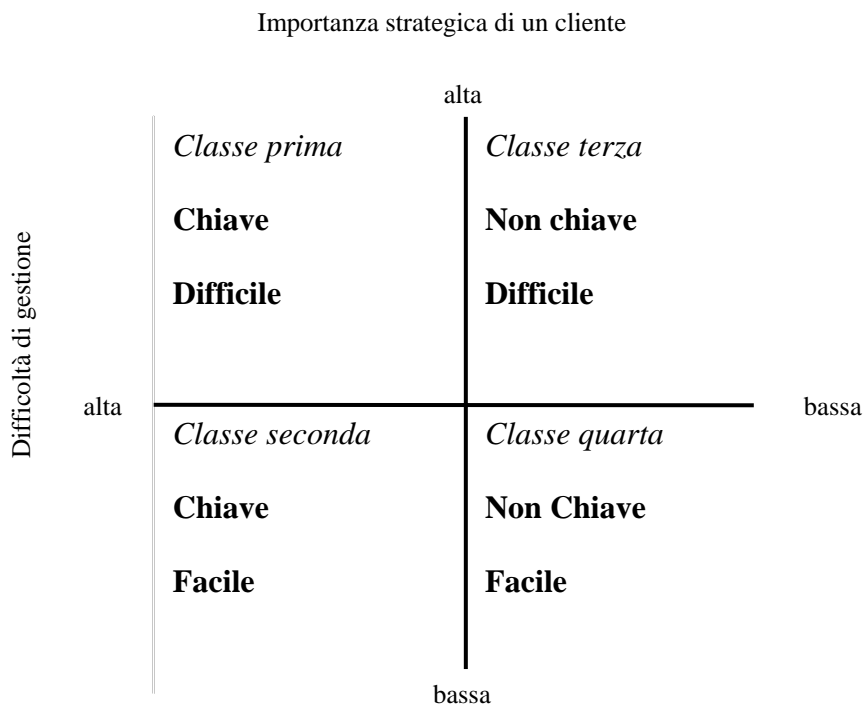 Importanza strategica di un cliente
alta
Classe prima
Chiave
Difficile
Classe terza
Non chiave
Difficile
Difficoltà di gestione
alta
bassa
Classe seconda
Chiave
Facile
Classe quarta
Non Chiave
Facile
bassa